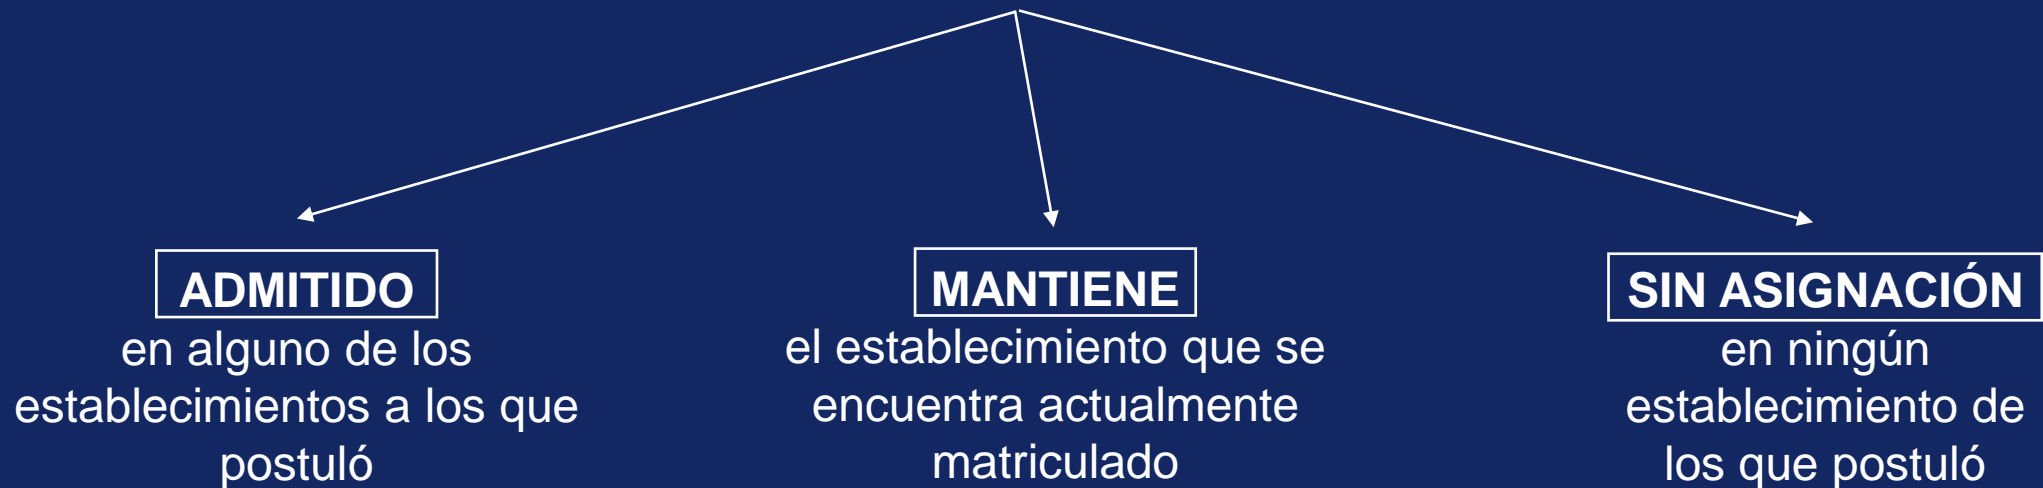 ADMITIDO
en alguno de los
establecimientos a los que
postuló
MANTIENE
el establecimiento que se
encuentra actualmente
matriculado
SIN ASIGNACIÓN
en ningún
establecimiento de
los que postuló